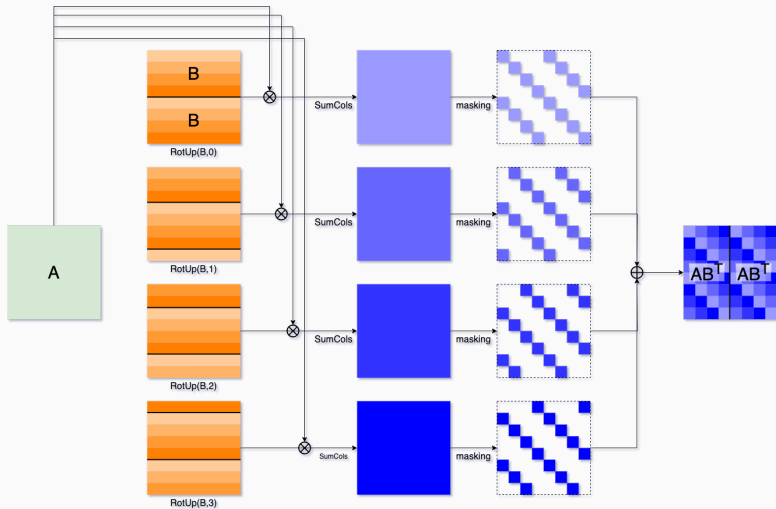 B
B
SumCols
masking
RotUp(B,0)
SumCols
masking
RotUp(B,1)
A
AB^T AB^T
SumCols
masking
RotUp(B,2)
SumCols
masking
RotUp(B,3)